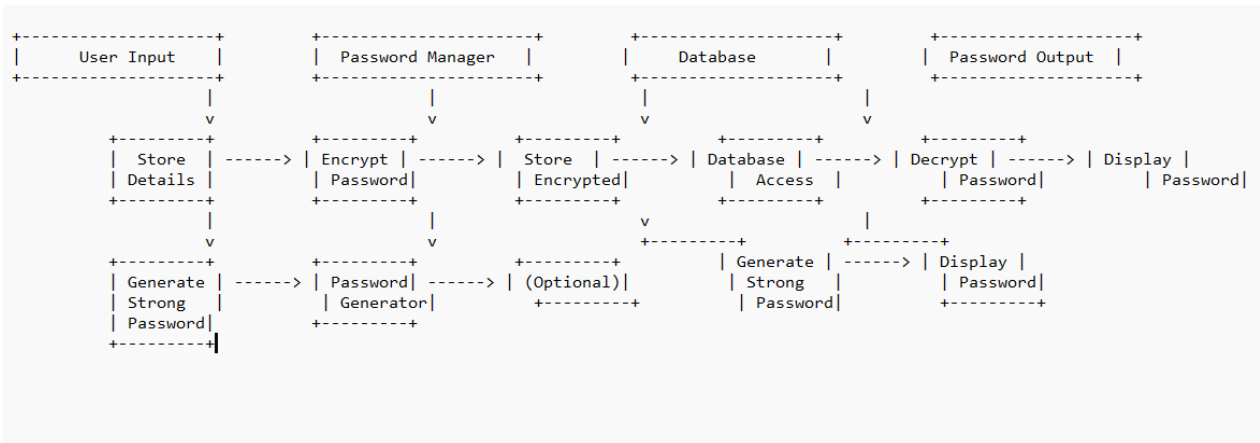 +---------------------+         +-----------------------+         +---------------------+         +---------------------+
|      User Input     |         |  Password Manager   |         |     Database       |         |  Password Output  |
+---------------------+         +-----------------------+         +---------------------+         +---------------------+
|                      |                      |                      |
v                      v                      v                      v
+---------+          +---------+          +---------+          +---------+          +---------+
|  Store  | ------> | Encrypt | ------> |  Store  | ------> | Database | ------> | Decrypt | ------> | Display |
| Details |          | Password|          | Encrypted|          |  Access  |          | Password|          | Password|
+---------+          +---------+          +---------+          +---------+          +---------+
|                      |                      v                      |
v                      v                      +---------+          +---------+
+---------+          +---------+          +---------+          | Generate | ------> | Display |
| Generate | ------> | Password| ------> | (Optional)|          | Strong   |          | Password|
| Strong   |          | Generator|          +---------+          | Password|          +---------+
| Password|          +---------+
+---------+